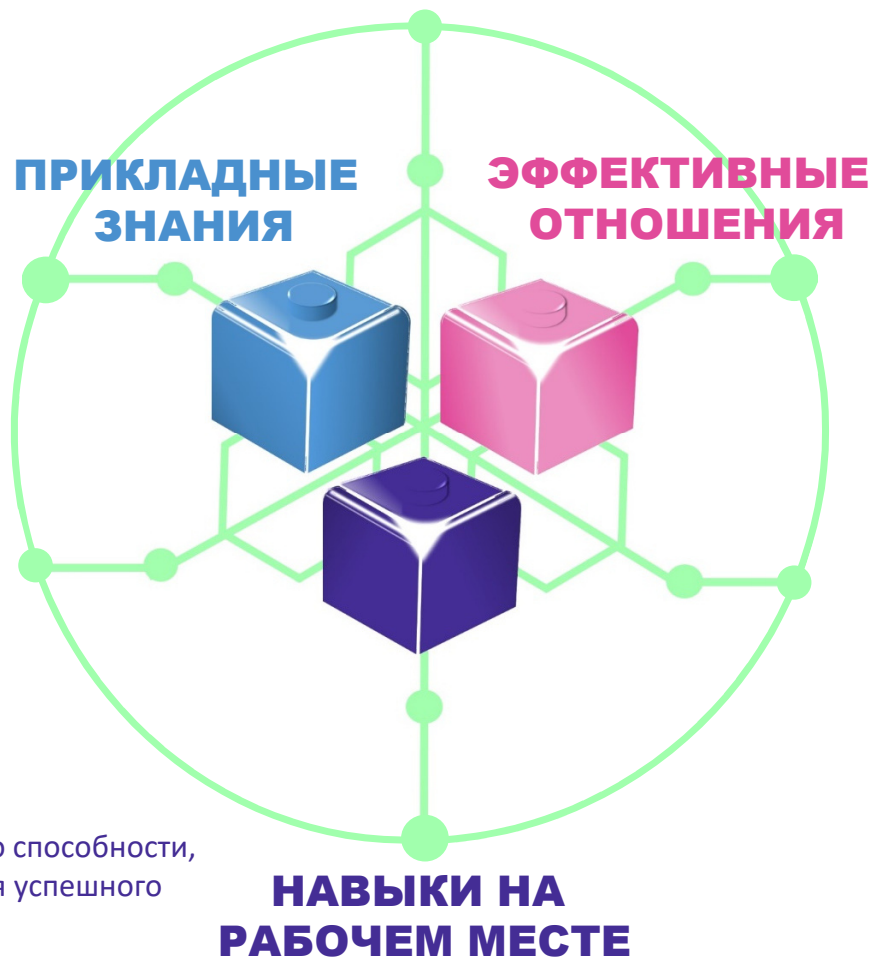 ПРИКЛАДНЫЕ
ЗНАНИЯ
ЭФФЕКТИВНЫЕ
ОТНОШЕНИЯ
способности,
успешного
НАВЫКИ НА
РАБОЧЕМ МЕСТЕ